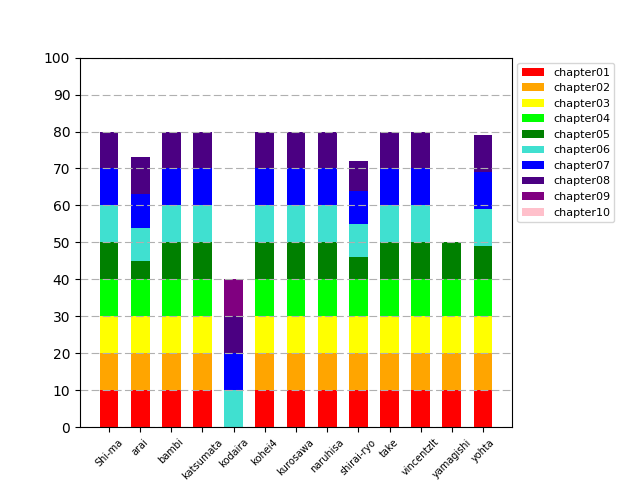 100
90
80
70
60
50
40
30
20
10
0
chapter01
chapter02
chapter03
chapter04
chapter05
chapter06
chapter07
chapter08
chapter09
chapter10
Shi-ma
arai
bambi
katsumata
kodaira
kohei4
kurosawa
naruhisa
shirai-ryo
take
vincentzlt
yamagishi
yohta